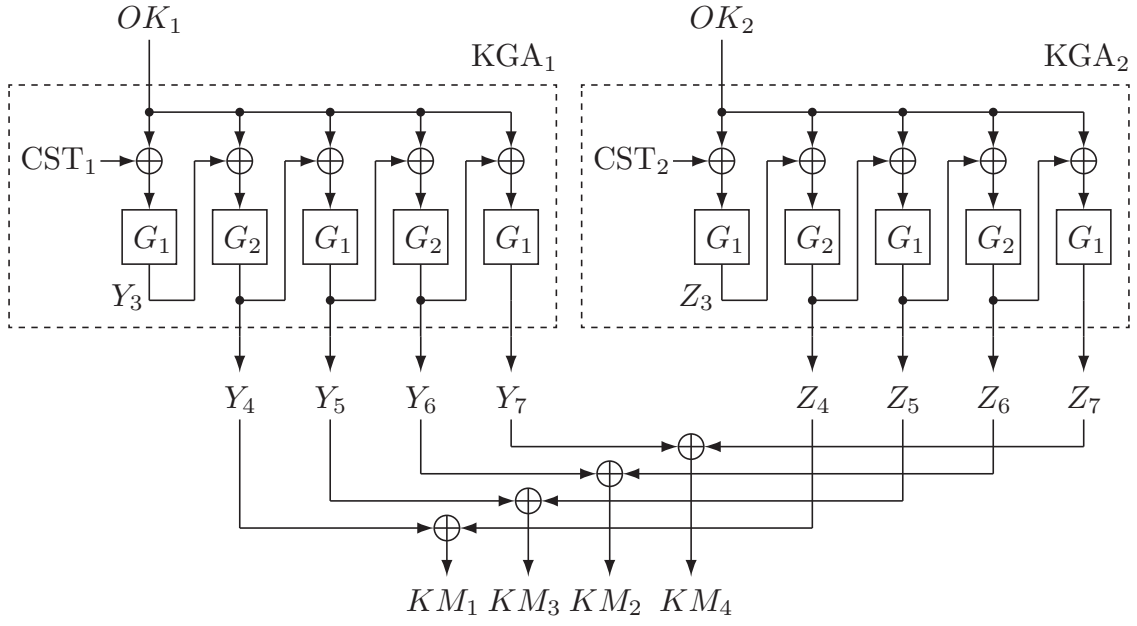 OK₁ OK₂
KGA₁ KGA₂
CST₁ CST₂
G₁ G₂ G₁ G₂ G₁ G₁ G₂ G₁ G₂ G₁
Y₃ Z₃
Y₄ Y₅ Y₆ Y₇ Z₄ Z₅ Z₆ Z₇
KM₁ KM₃ KM₂ KM₄